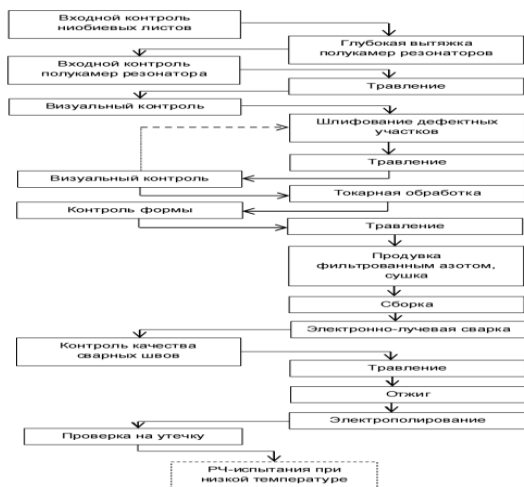 Входной контроль
ниобиевых листов
Глубокая вытяжка
полукамер резонаторов
Входной контроль
полукамер резонатора
Травление
Визуальный контроль
Шлифование дефектных
участков
Травление
Визуальный контроль
Токарная обработка
Контроль формы
Травление
Продувка
фильтрованным азотом,
сушка
Сборка
Электронно-лучевая сварка
Контроль качества
сварных швов
Травление
Отжиг
Электрополирование
Проверка на утечку
РЧ-испытания при
низкой температуре